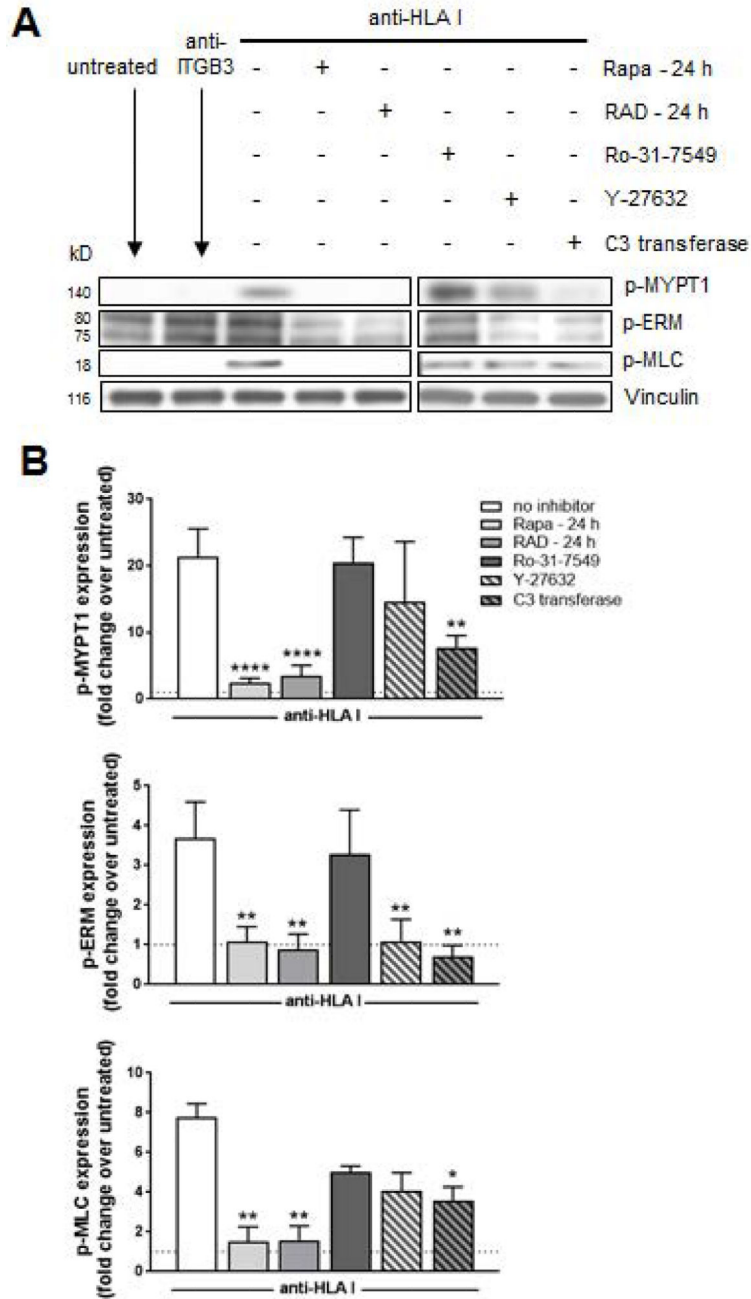 A
anti-HLA I
untreated
anti-
ITGB3
- + - - - - Rapa - 24 h
- - + - - - RAD - 24 h
- - - + - - Ro-31-7549
- - - - + - Y-27632
kD - - - - - + C3 transferase
140 p-MYPT1
80 p-ERM
75
18 p-MLC
116 Vinculin
B
p-MYPT1 expression
(fold change over untreated)
30
20
10
0
no inhibitor
Rapa - 24 h
RAD - 24 h
Ro-31-7549
Y-27632
C3 transferase
**** **** **
anti-HLA I
p-ERM expression
(fold change over untreated)
5
4
3
2
1
0
** ** ** **
anti-HLA I
p-MLC expression
(fold change over untreated)
10
8
6
4
2
0
** ** *
anti-HLA I